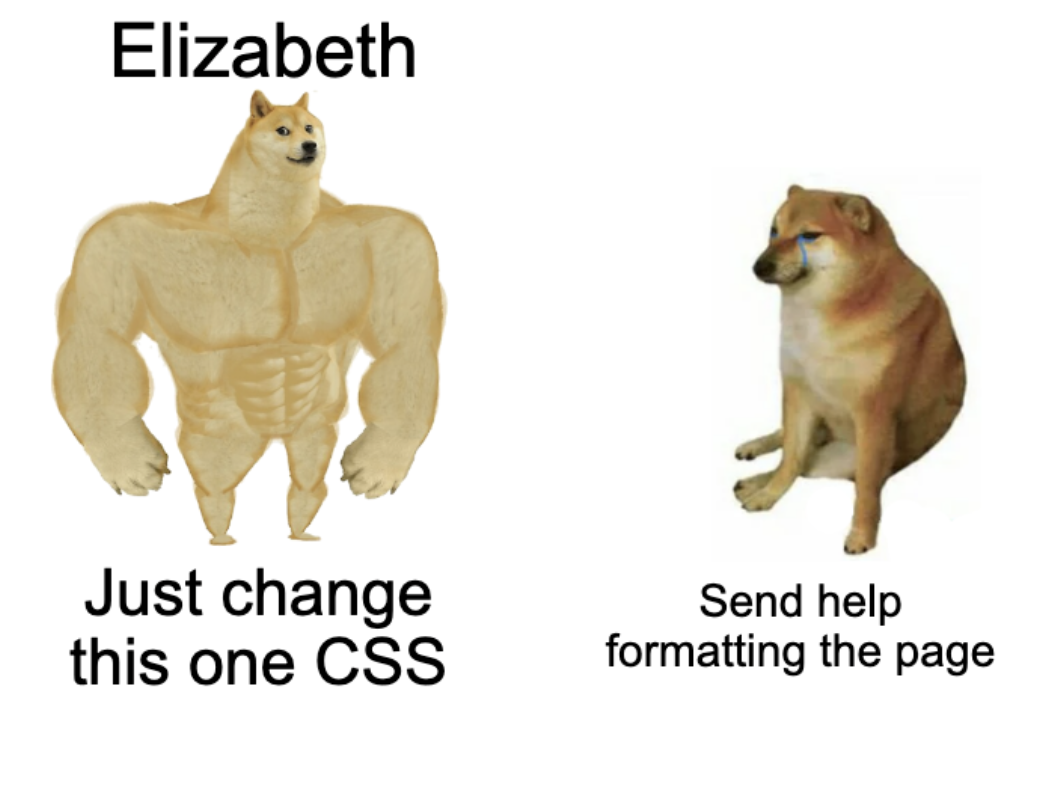 Elizabeth
Just change
this one CSS
Send help
formatting the page